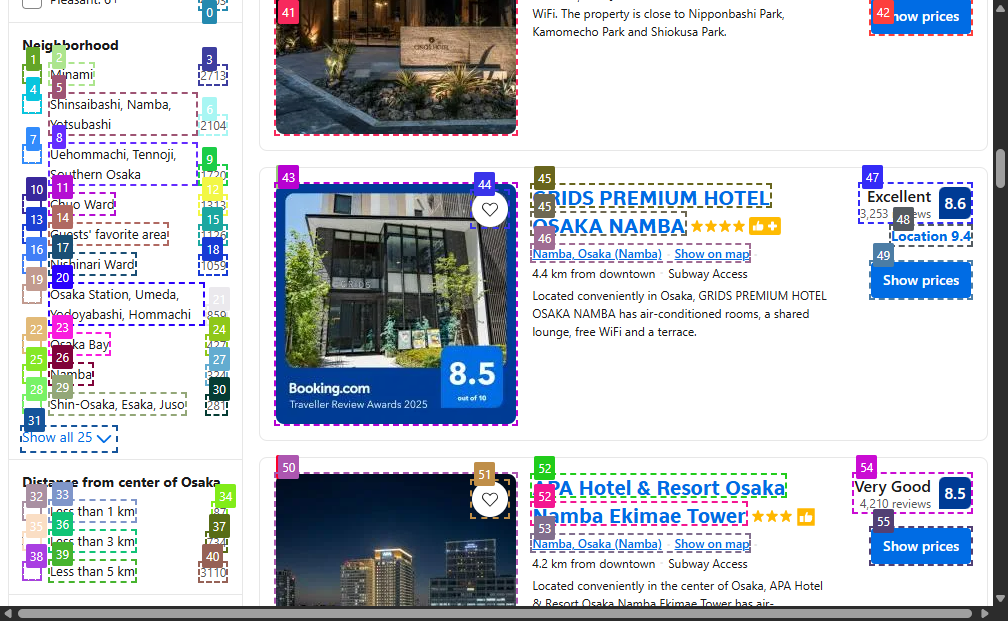 Neighborhood
Minami
2713
Shinsaibashi, Namba,
Yotsubashi
2104
Uehommachi, Tennoji,
Southern Osaka
1720
Chuo Ward
1313
Guests' favorite area
1126
Nishinari Ward
1059
Osaka Station, Umeda,
Yodoyabashi, Hommachi
859
Osaka Bay
427
Namba
324
Shin-Osaka, Esaka, Juso
281
Show all 25
Distance from center of Osaka
Less than 1 km
Less than 3 km
Less than 5 km
3110
WiFi. The property is close to Nipponbashi Park,
Kamomecho Park and Shiokusa Park.
Show prices
GRIDS PREMIUM HOTEL
OSAKA NAMBA
Namba, Osaka (Namba) · Show on map
4.4 km from downtown · Subway Access
Located conveniently in Osaka, GRIDS PREMIUM HOTEL
OSAKA NAMBA has air-conditioned rooms, a shared
lounge, free WiFi and a terrace.
Excellent
3,253 reviews
8.6
Location 9.4
Show prices
Booking.com
Traveller Review Awards 2025
8.5
out of 10
APA Hotel & Resort Osaka
Namba Ekimae Tower
Namba, Osaka (Namba) · Show on map
4.2 km from downtown · Subway Access
Located conveniently in the center of Osaka, APA Hotel
& Resort Osaka Namba Ekimae Tower has air-
Very Good
4,210 reviews
8.5
Show prices
0
1
2
3
4
5
6
7
8
9
10
11
12
13
14
15
16
17
18
19
20
21
22
23
24
25
26
27
28
29
30
31
32
33
34
35
36
37
38
39
40
41
42
43
44
45
45
46
47
48
49
50
51
52
52
53
54
55